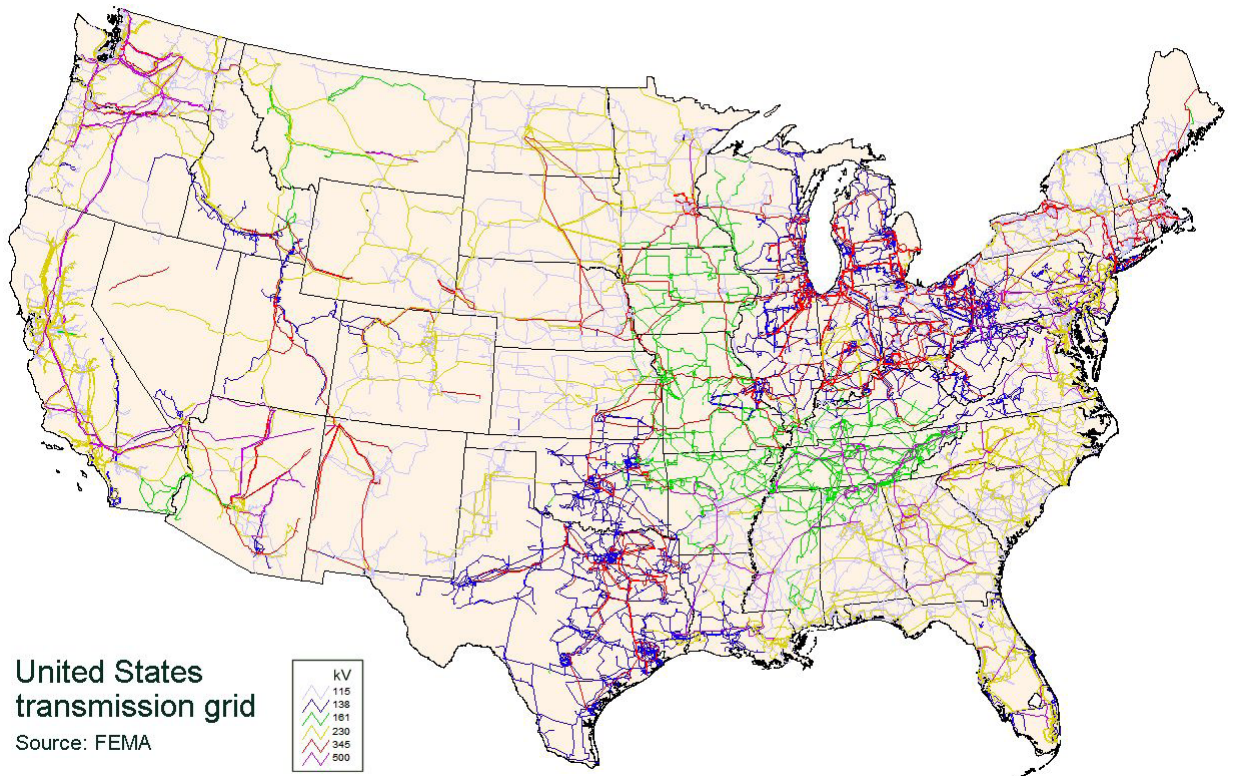 United States
transmission grid
Source: FEMA
kV
115
138
161
230
345
500